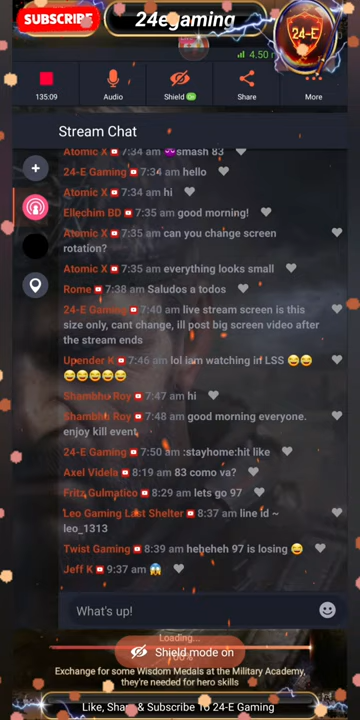 SUBSCRIBE
24egaming
24-E
4.50
135:09
Audio
Shield On
Share
More
Stream Chat
Atomic X 7:34 am 😈smash 83
24-E Gaming 7:34 am hello
Atomic X 7:34 am hi
Ellechim BD 7:35 am good morning!
Atomic X 7:35 am can you change screen
rotation?
Atomic X 7:35 am everything looks small
Rome 7:38 am Saludos a todos
24-E Gaming 7:40 am live stream screen is this
size only, cant change, ill post big screen video after
the stream ends
Upender K 7:46 am lol iam watching in LSS 😂😂
😂😂😂😂😂
Shambhu Roy 7:47 am hi
Shambhu Roy 7:48 am good morning everyone.
enjoy kill event
24-E Gaming 7:50 am :stayhome:hit like
Axel Videla 8:19 am 83 como va?
Fritz Gulmatico 8:29 am lets go 97
Leo Gaming Last Shelter 8:37 am line id ~
leo_1313
Twist Gaming 8:39 am heheheh 97 is losing 😄
Jeff K 9:37 am 😱
What's up!
Loading...
Shield mode on
Exchange for some Wisdom Medals at the Military Academy,
they're needed for hero skills
Like, Share & Subscribe To 24-E Gaming